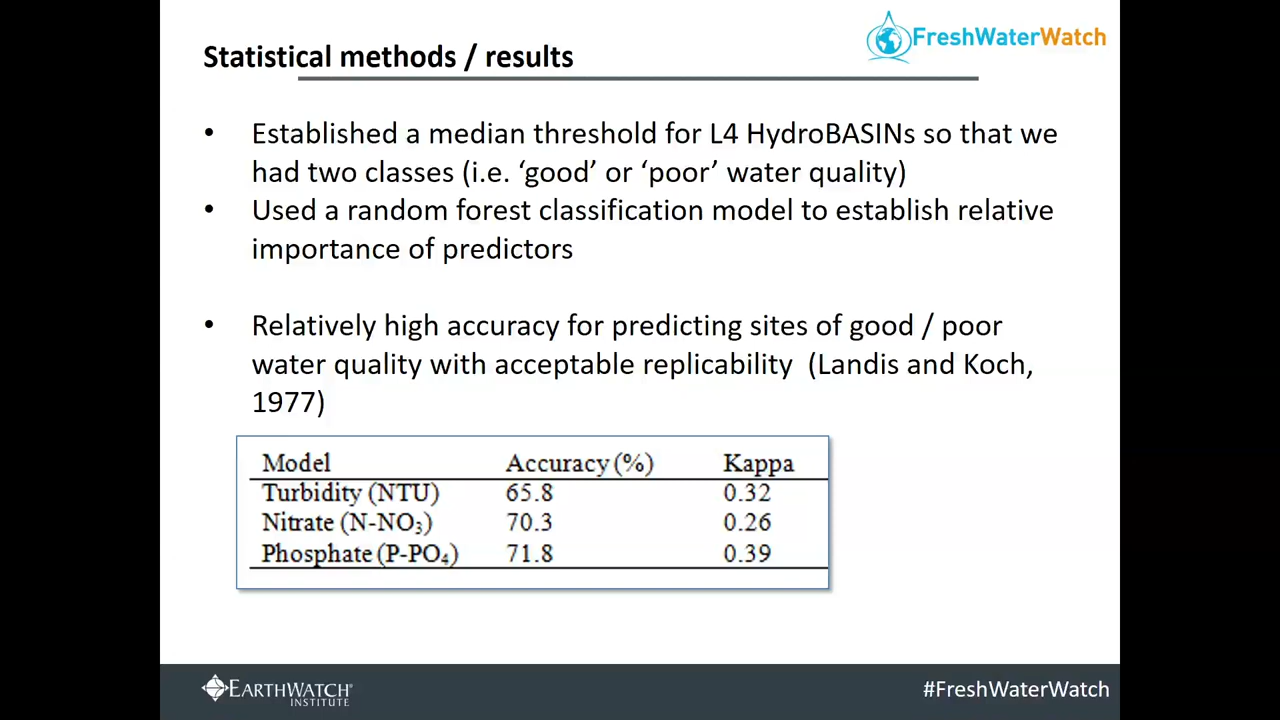 FreshWaterWatch
Statistical methods / results
• Established a median threshold for L4 HydroBASINs so that we
had two classes (i.e. ‘good’ or ‘poor’ water quality)
• Used a random forest classification model to establish relative
importance of predictors
• Relatively high accuracy for predicting sites of good / poor
water quality with acceptable replicability (Landis and Koch,
1977)
Model Accuracy (%) Kappa
Turbidity (NTU) 65.8 0.32
Nitrate (N-NO₃) 70.3 0.26
Phosphate (P-PO₄) 71.8 0.39
EARTHWATCH®
INSTITUTE
#FreshWaterWatch